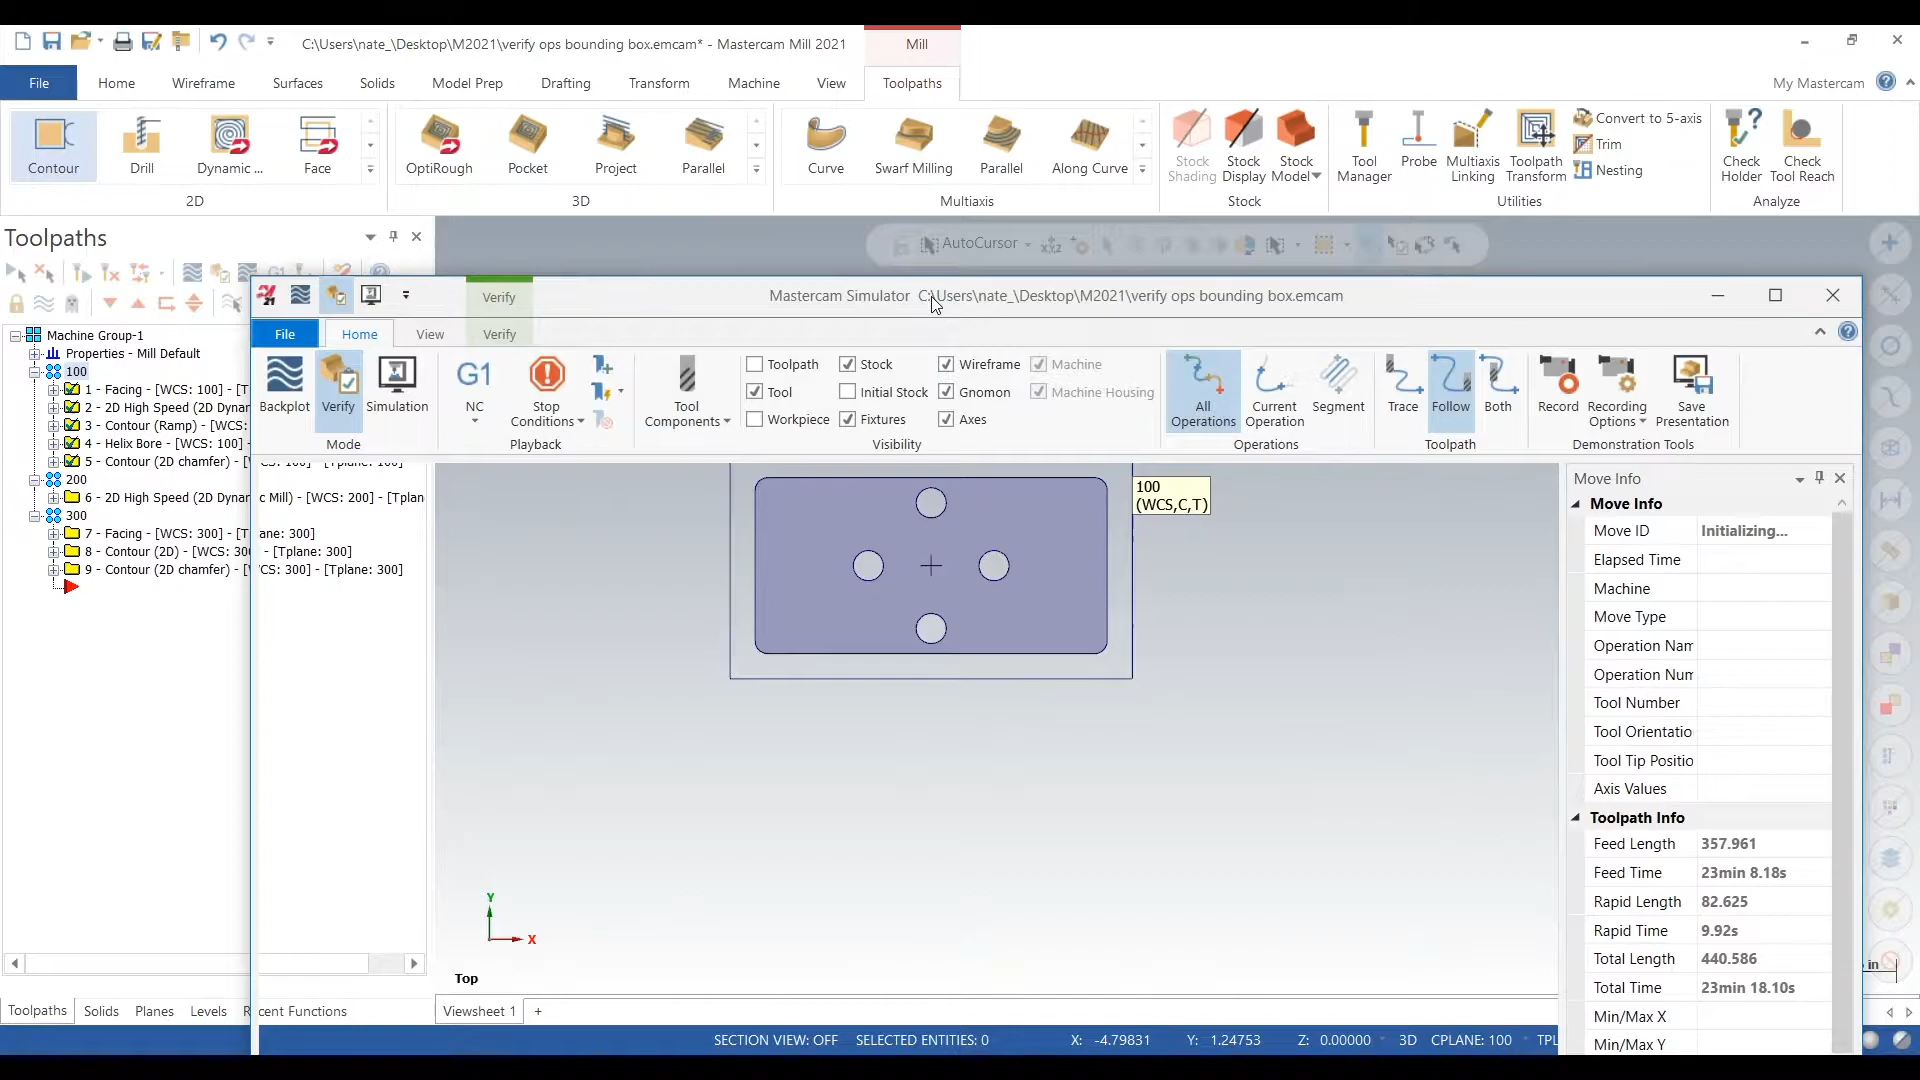 C:\Users\nate_\Desktop\M2021\verify ops bounding box.emcam* - Mastercam Mill 2021
Mill
File
Home
Wireframe
Surfaces
Solids
Model Prep
Drafting
Transform
Machine
View
Toolpaths
My Mastercam
Contour
Drill
Dynamic ...
Face
OptiRough
Pocket
Project
Parallel
Curve
Swarf Milling
Parallel
Along Curve
Stock Shading
Stock Display
Stock Model
Tool Manager
Probe
Multiaxis Linking
Toolpath Transform
Convert to 5-axis
Trim
Nesting
Check Holder
Check Tool Reach
2D
3D
Multiaxis
Stock
Utilities
Analyze
Toolpaths
AutoCursor
Machine Group-1
Properties - Mill Default
100
1 - Facing - [WCS: 100] - [T
2 - 2D High Speed (2D Dynar
3 - Contour (Ramp) - [WCS:
4 - Helix Bore - [WCS: 100]
5 - Contour (2D chamfer) - [WCS: 100] - [Tplane: 100]
200
6 - 2D High Speed (2D Dynar c Mill) - [WCS: 200] - [Tplan
300
7 - Facing - [WCS: 300] - [T ane: 300]
8 - Contour (2D) - [WCS: 30 - [Tplane: 300]
9 - Contour (2D chamfer) - [ CS: 300] - [Tplane: 300]
Verify
Mastercam Simulator C:\Users\nate_\Desktop\M2021\verify ops bounding box.emcam
21
File
Home
View
Verify
Backplot
Verify
Simulation
G1
NC
Stop Conditions
Tool Components
Toolpath
Tool
Workpiece
Stock
Initial Stock
Fixtures
Wireframe
Gnomon
Axes
Machine
Machine Housing
All Operations
Current Operation
Segment
Trace
Follow
Both
Record
Recording Options
Save Presentation
Mode
Playback
Visibility
Operations
Toolpath
Demonstration Tools
100
(WCS,C,T)
Move Info
Move Info
Move ID Initializing...
Elapsed Time
Machine
Move Type
Operation Nam
Operation Num
Tool Number
Tool Orientatio
Tool Tip Positio
Axis Values
Toolpath Info
Feed Length 357.961
Feed Time 23min 8.18s
Rapid Length 82.625
Rapid Time 9.92s
Total Length 440.586
Total Time 23min 18.10s
Min/Max X
Min/Max Y
Y
X
Top
in
Toolpaths
Solids
Planes
Levels
R cent Functions
Viewsheet 1
+
SECTION VIEW: OFF SELECTED ENTITIES: 0 X: -4.79831 Y: 1.24753 Z: 0.00000 3D CPLANE: 100 TPL